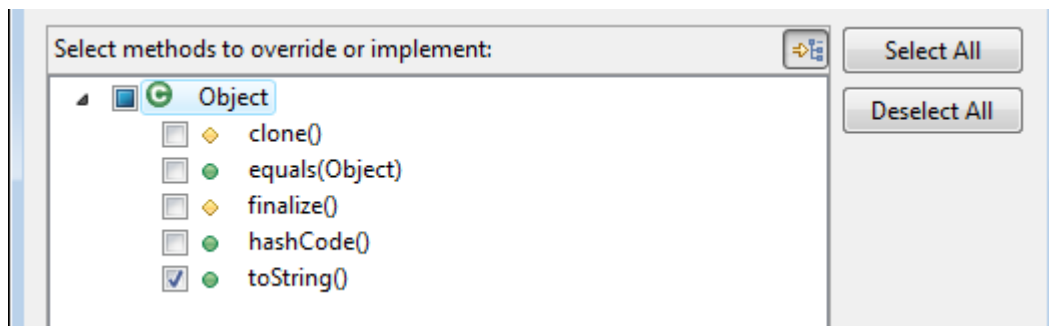 Select methods to override or implement:
Select All
Deselect All
Object
clone()
equals(Object)
finalize()
hashCode()
toString()